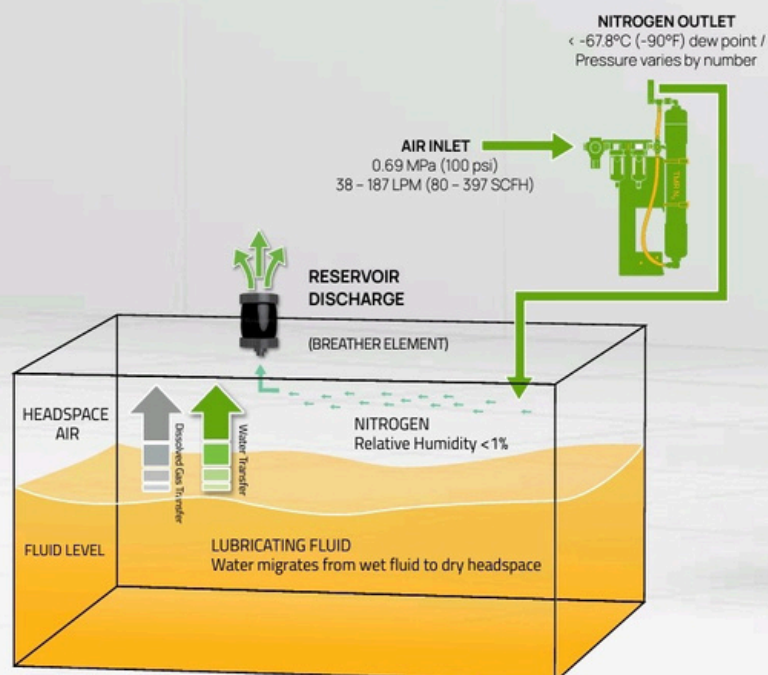 NITROGEN OUTLET
< -67.8°C (-90°F) dew point /
Pressure varies by number
AIR INLET
0.69 MPa (100 psi)
38 – 187 LPM (80 – 397 SCFH)
TMR N₂
RESERVOIR
DISCHARGE
(BREATHER ELEMENT)
HEADSPACE
AIR
Dissolved Gas Transfer
Water Transfer
NITROGEN
Relative Humidity <1%
FLUID LEVEL
LUBRICATING FLUID
Water migrates from wet fluid to dry headspace